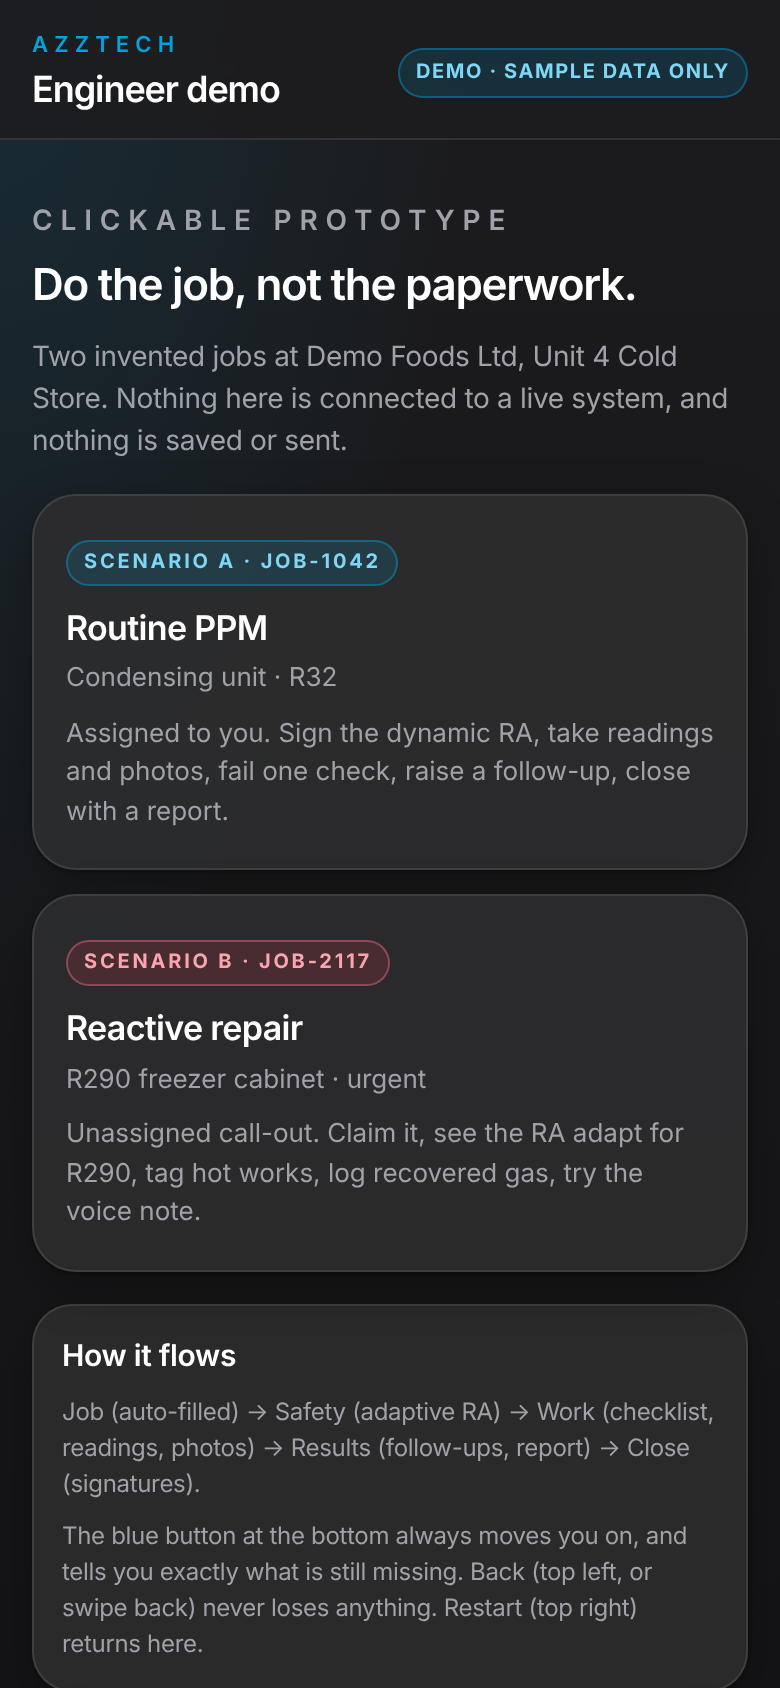 AZZTECH
Engineer demo
DEMO · SAMPLE DATA ONLY
CLICKABLE PROTOTYPE
Do the job, not the paperwork.
Two invented jobs at Demo Foods Ltd, Unit 4 Cold
Store. Nothing here is connected to a live system, and
nothing is saved or sent.
SCENARIO A · JOB-1042
Routine PPM
Condensing unit · R32
Assigned to you. Sign the dynamic RA, take readings
and photos, fail one check, raise a follow-up, close
with a report.
SCENARIO B · JOB-2117
Reactive repair
R290 freezer cabinet · urgent
Unassigned call-out. Claim it, see the RA adapt for
R290, tag hot works, log recovered gas, try the
voice note.
How it flows
Job (auto-filled) → Safety (adaptive RA) → Work (checklist,
readings, photos) → Results (follow-ups, report) → Close
(signatures).
The blue button at the bottom always moves you on, and
tells you exactly what is still missing. Back (top left, or
swipe back) never loses anything. Restart (top right)
returns here.